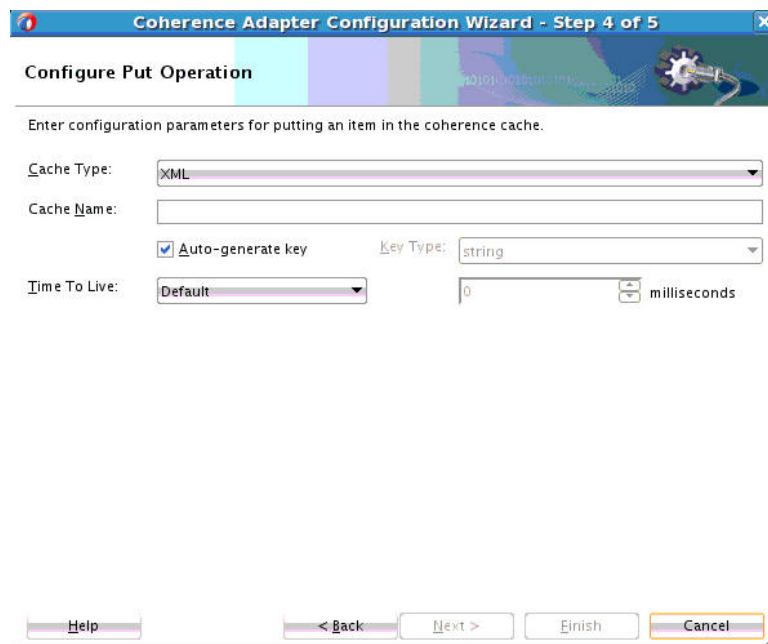 Coherence Adapter Configuration Wizard - Step 4 of 5
Configure Put Operation
Enter configuration parameters for putting an item in the coherence cache.
Cache Type: XML
Cache Name:
Auto-generate key Key Type: string
Time To Live: Default 0 milliseconds
Help < Back Next > Finish Cancel